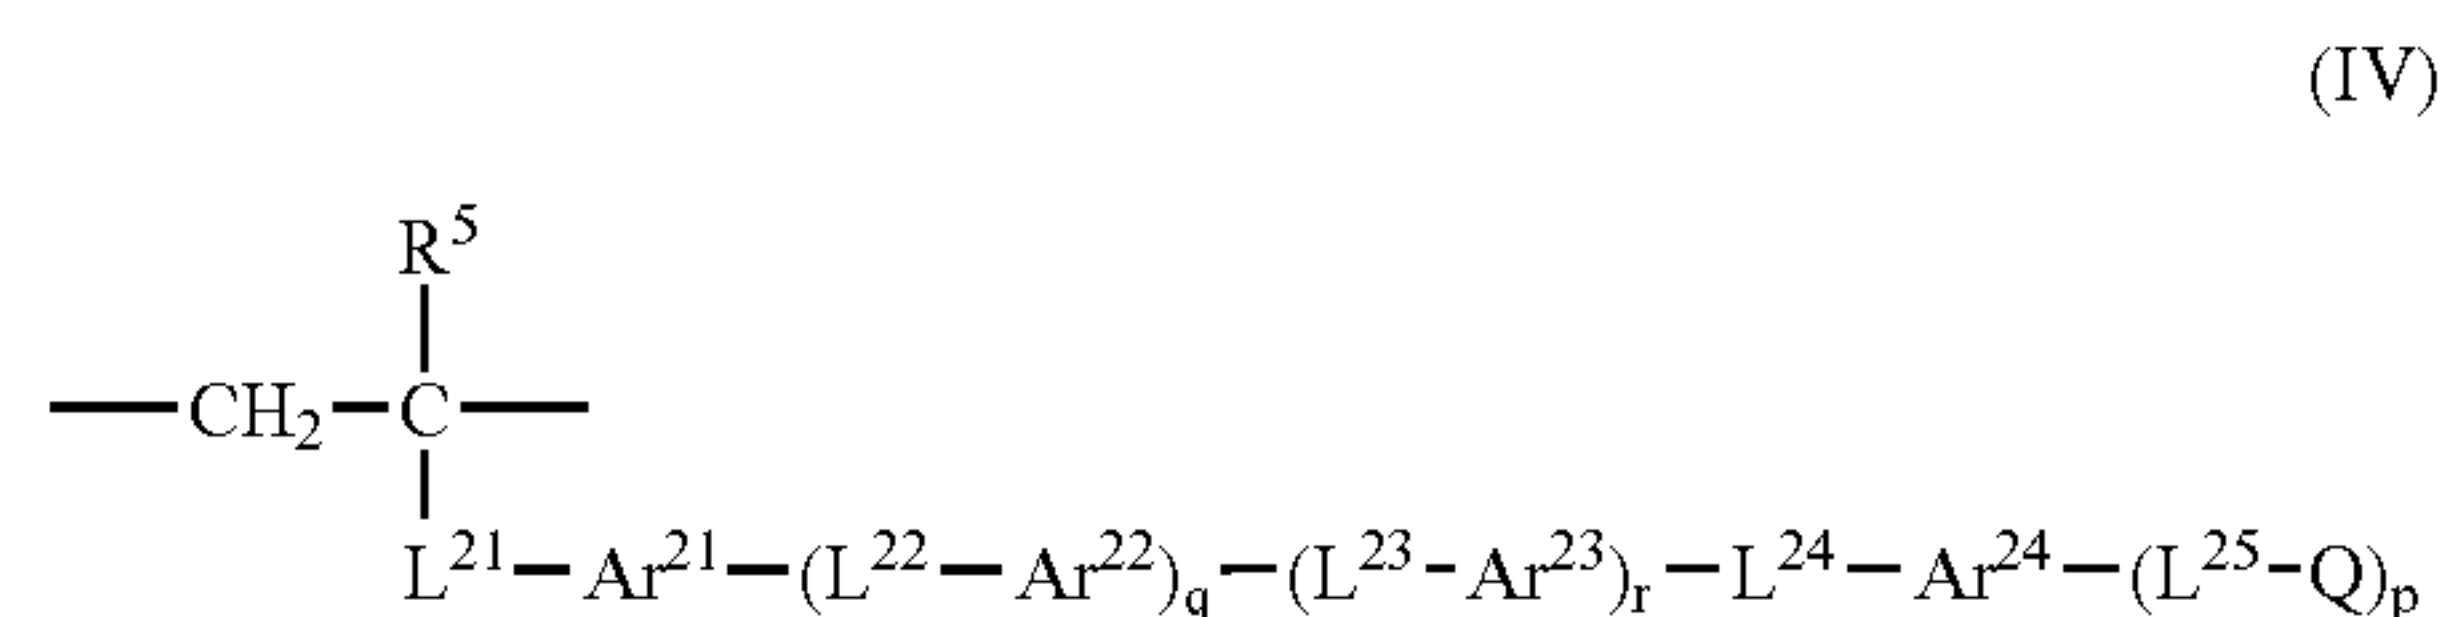 (IV)
R⁵
—CH₂—C—
L²¹—Ar²¹—(L²²—Ar²²)q—(L²³-Ar²³)r—L²⁴—Ar²⁴—(L²⁵-Q)p